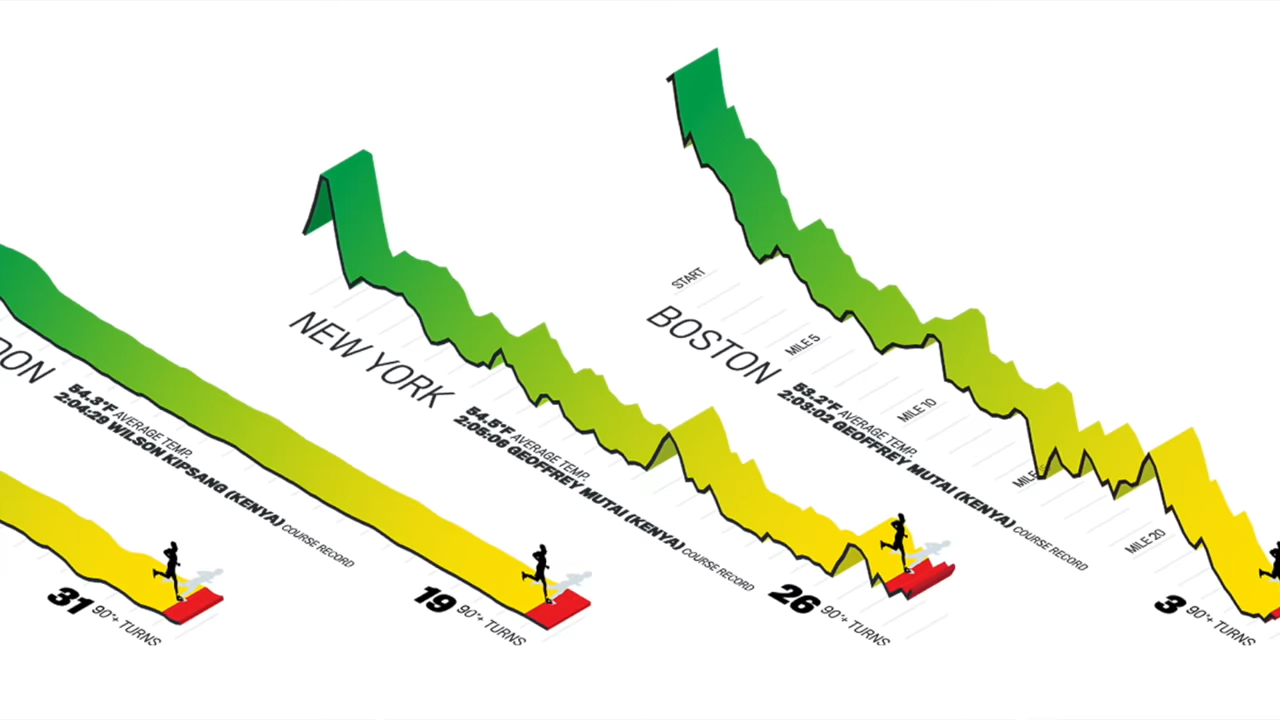 31 90°+ TURNS
DON
54.3°F AVERAGE TEMP.
2:04:29 WILSON KIPSANG (KENYA) COURSE RECORD
19 90°+ TURNS
NEW YORK
54.5°F AVERAGE TEMP.
2:05:06 GEOFFREY MUTAI (KENYA) COURSE RECORD
26 90°+ TURNS
START
BOSTON
MILE 5
53.2°F AVERAGE TEMP.
2:03:02 GEOFFREY MUTAI (KENYA) COURSE RECORD
MILE 10
MILE
MILE 20
3 90°+ TURNS